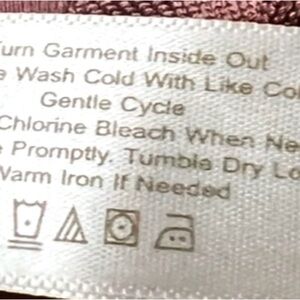 Turn Garment Inside Out
Wash Cold With Like
Gentle Cycle
Chlorine Bleach When
Promptly. Tumble Dry
Warm Iron If Needed